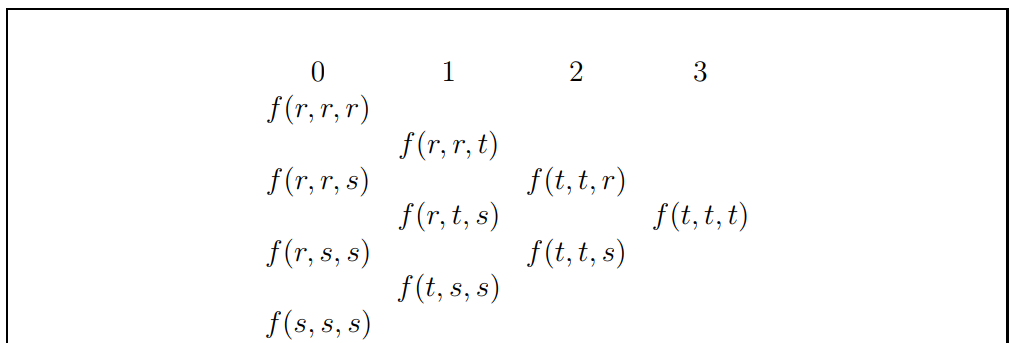 0 1 2 3
f(r, r, r)
f(r, r, t)
f(r, r, s) f(t, t, r)
f(r, t, s) f(t, t, t)
f(r, s, s) f(t, t, s)
f(t, s, s)
f(s, s, s)